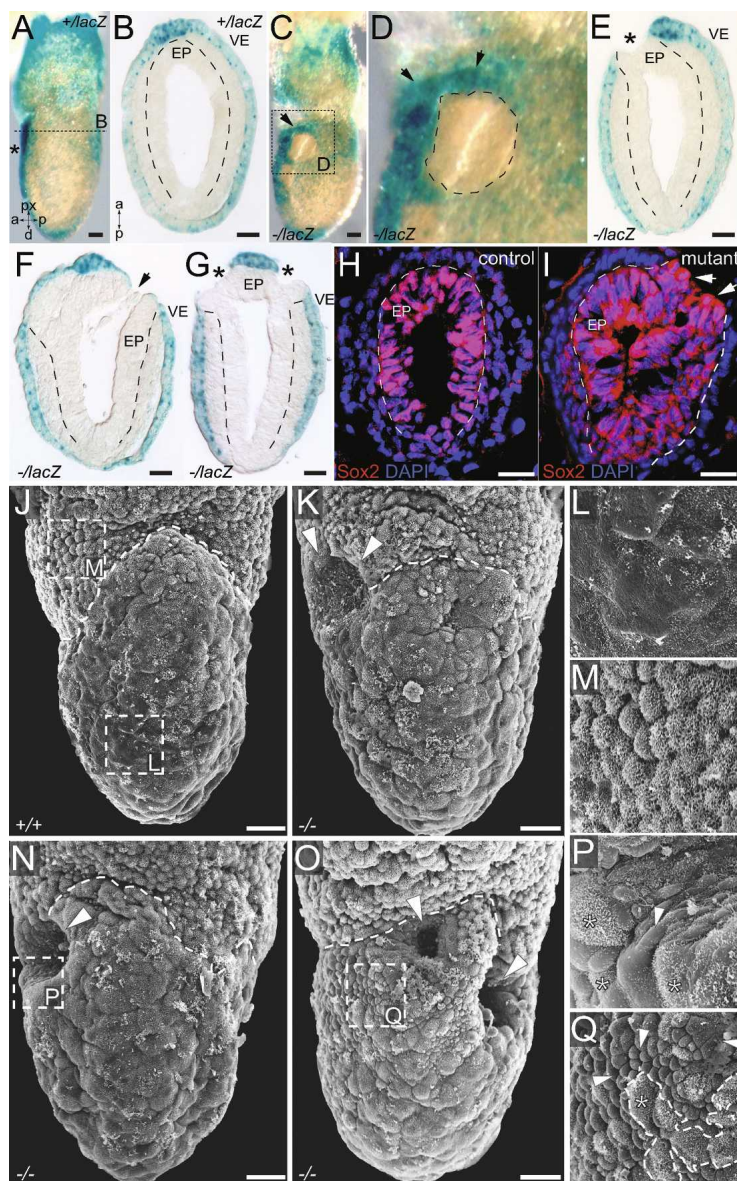 A +/lacZ
B +/lacZ
VE
EP
C
D
E
B
*
px
a p
d
a
p
D
-/lacZ
-/lacZ
*
EP
VE
-/lacZ
F
G
* *
EP
H control
I mutant
VE
EP
VE
EP
EP
-/lacZ
-/lacZ
Sox2 DAPI
Sox2 DAPI
J
K
L
M
L
+/+
-/-
M
N
O
P
P
* * *
Q
Q
*
-/-
-/-